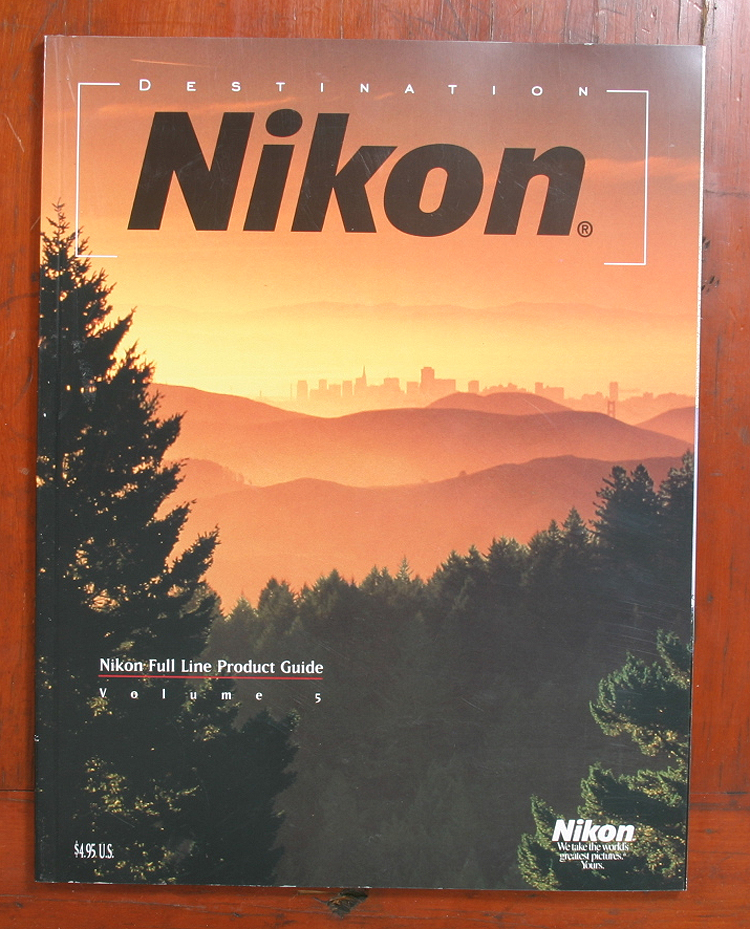 DESTINATION
Nikon®
Nikon Full Line Product Guide
Volume 5
$4.95 U.S.
Nikon
We take the world's
greatest pictures.®
Yours.